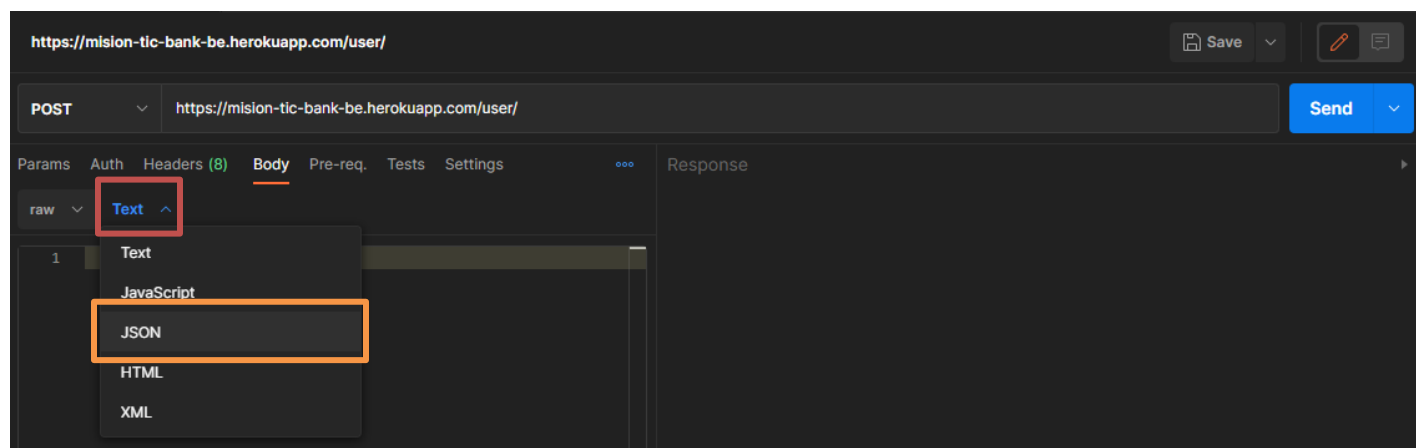 https://mision-tic-bank-be.herokuapp.com/user/ Save
POST https://mision-tic-bank-be.herokuapp.com/user/ Send
Params Auth Headers (8) Body Pre-req. Tests Settings Response
raw Text
1
Text
JavaScript
JSON
HTML
XML